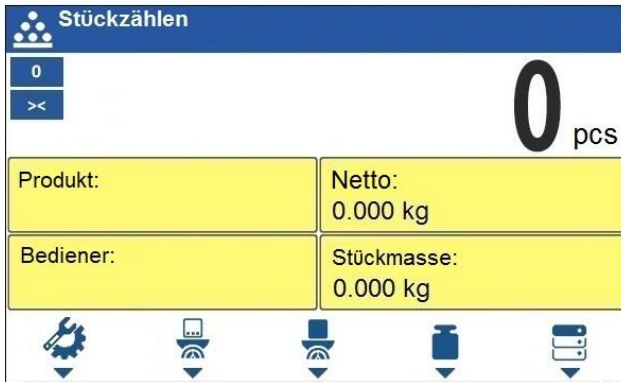 Stückzählen
0
><
0 pcs
Produkt:
Netto:
0.000 kg
Bediener:
Stückmasse:
0.000 kg